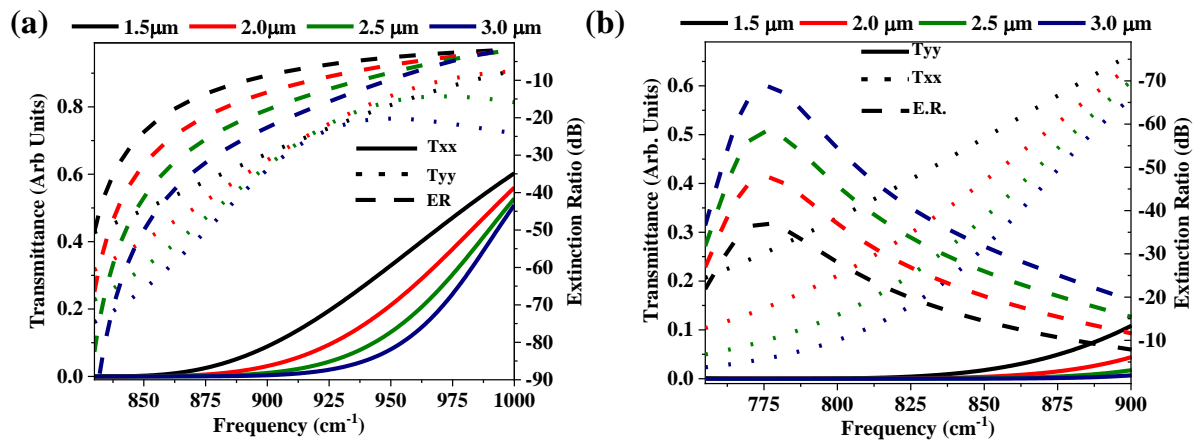 (a)
1.5μm 2.0μm 2.5 μm 3.0 μm
Transmittance (Arb Units)
0.8
0.6
0.4
0.2
0.0
Txx
Tyy
ER
-10
-20
-30
-40
-50
-60
-70
-80
-90
Extinction Ratio (dB)
850 875 900 925 950 975 1000
Frequency (cm-1)
(b)
1.5 μm 2.0 μm 2.5 μm 3.0 μm
Transmittance (Arb. Units)
0.6
0.5
0.4
0.3
0.2
0.1
0.0
Tyy
Txx
E.R.
-70
-60
-50
-40
-30
-20
-10
Extinction Ratio (dB)
775 800 825 850 875 900
Frequency (cm-1)